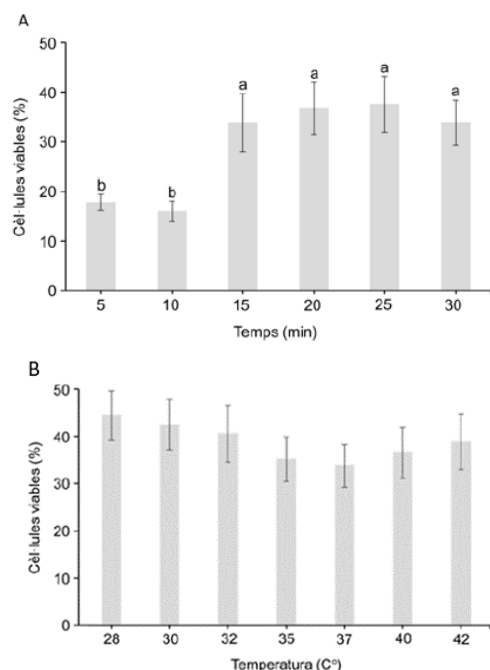 A
50
40
30
20
10
0
Cèl·lules viables (%)
b b a a a a
5 10 15 20 25 30
Temps (min)
B
50
40
30
20
10
0
Cèl·lules viables (%)
28 30 32 35 37 40 42
Temperatura (Cº)